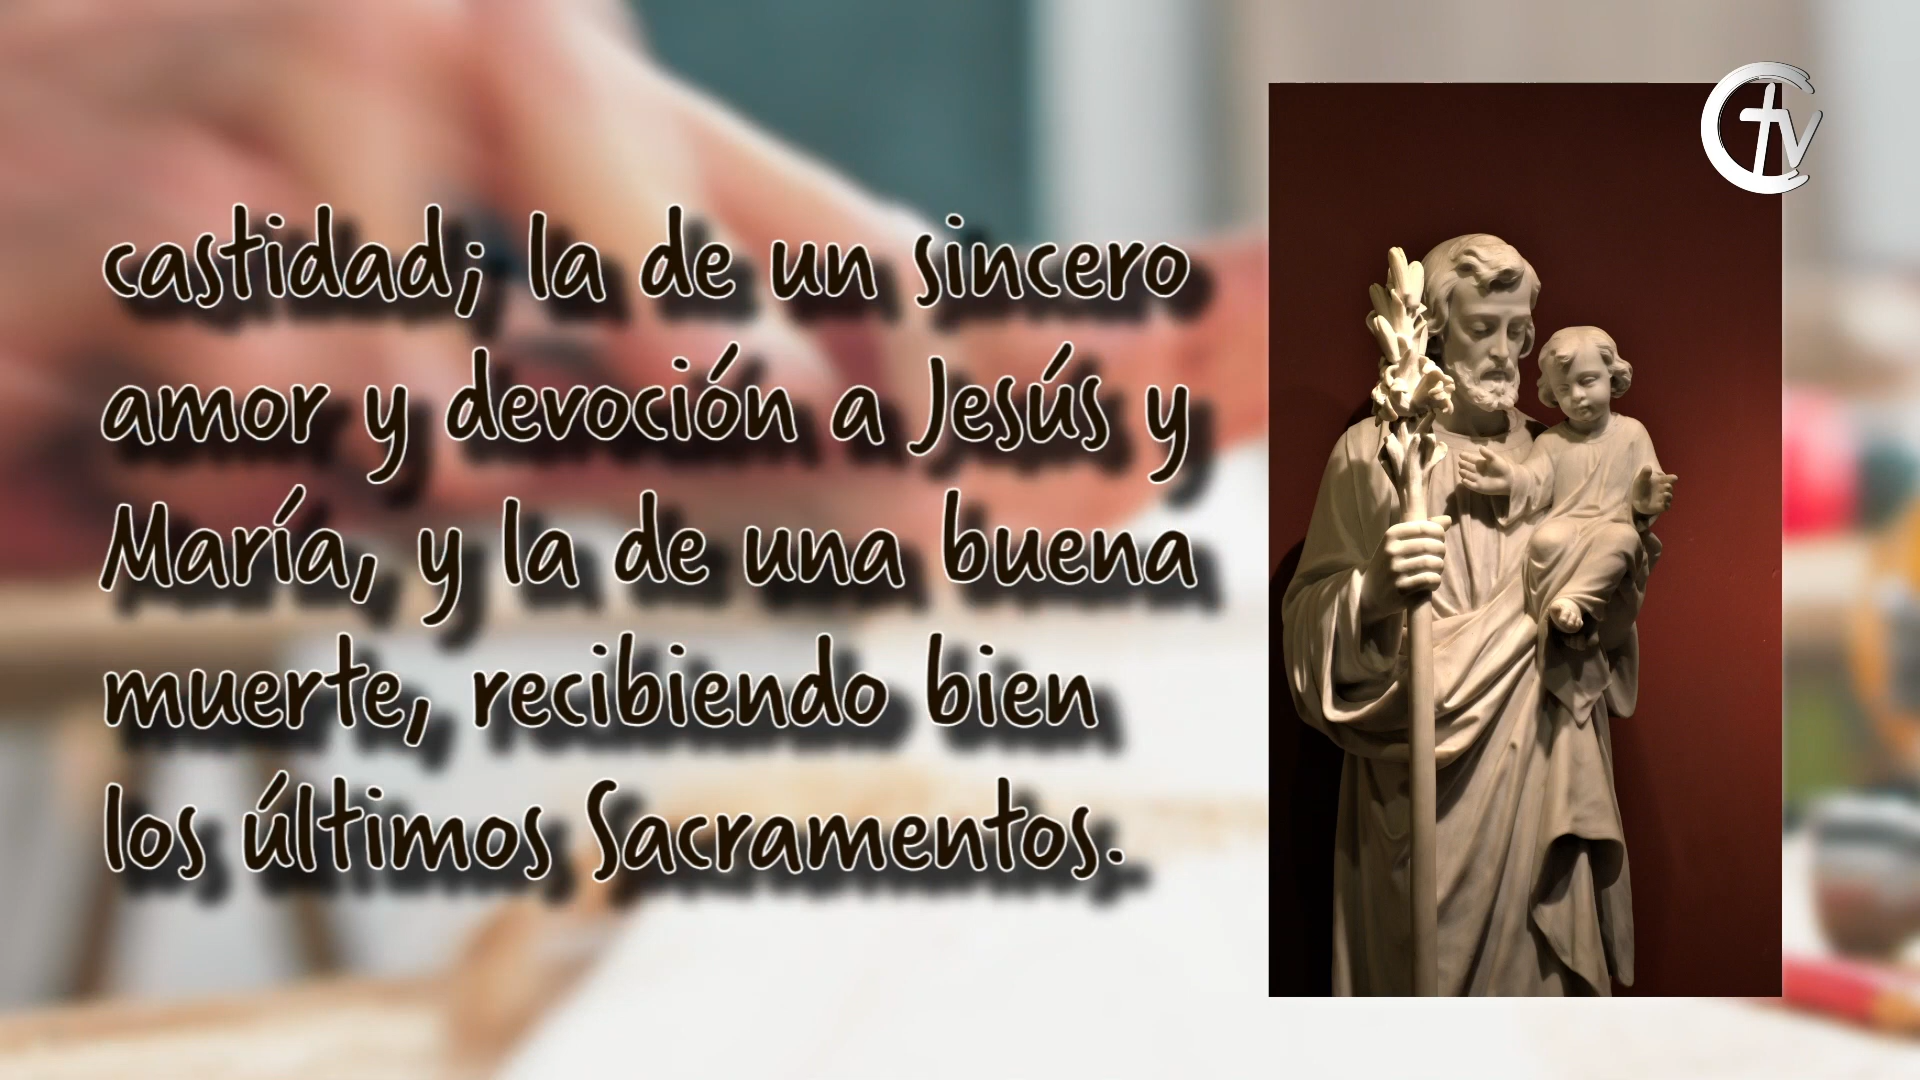 castidad; la de un sincero
amor y devoción a Jesús y
María, y la de una buena
muerte, recibiendo bien
los últimos Sacramentos.
CTV